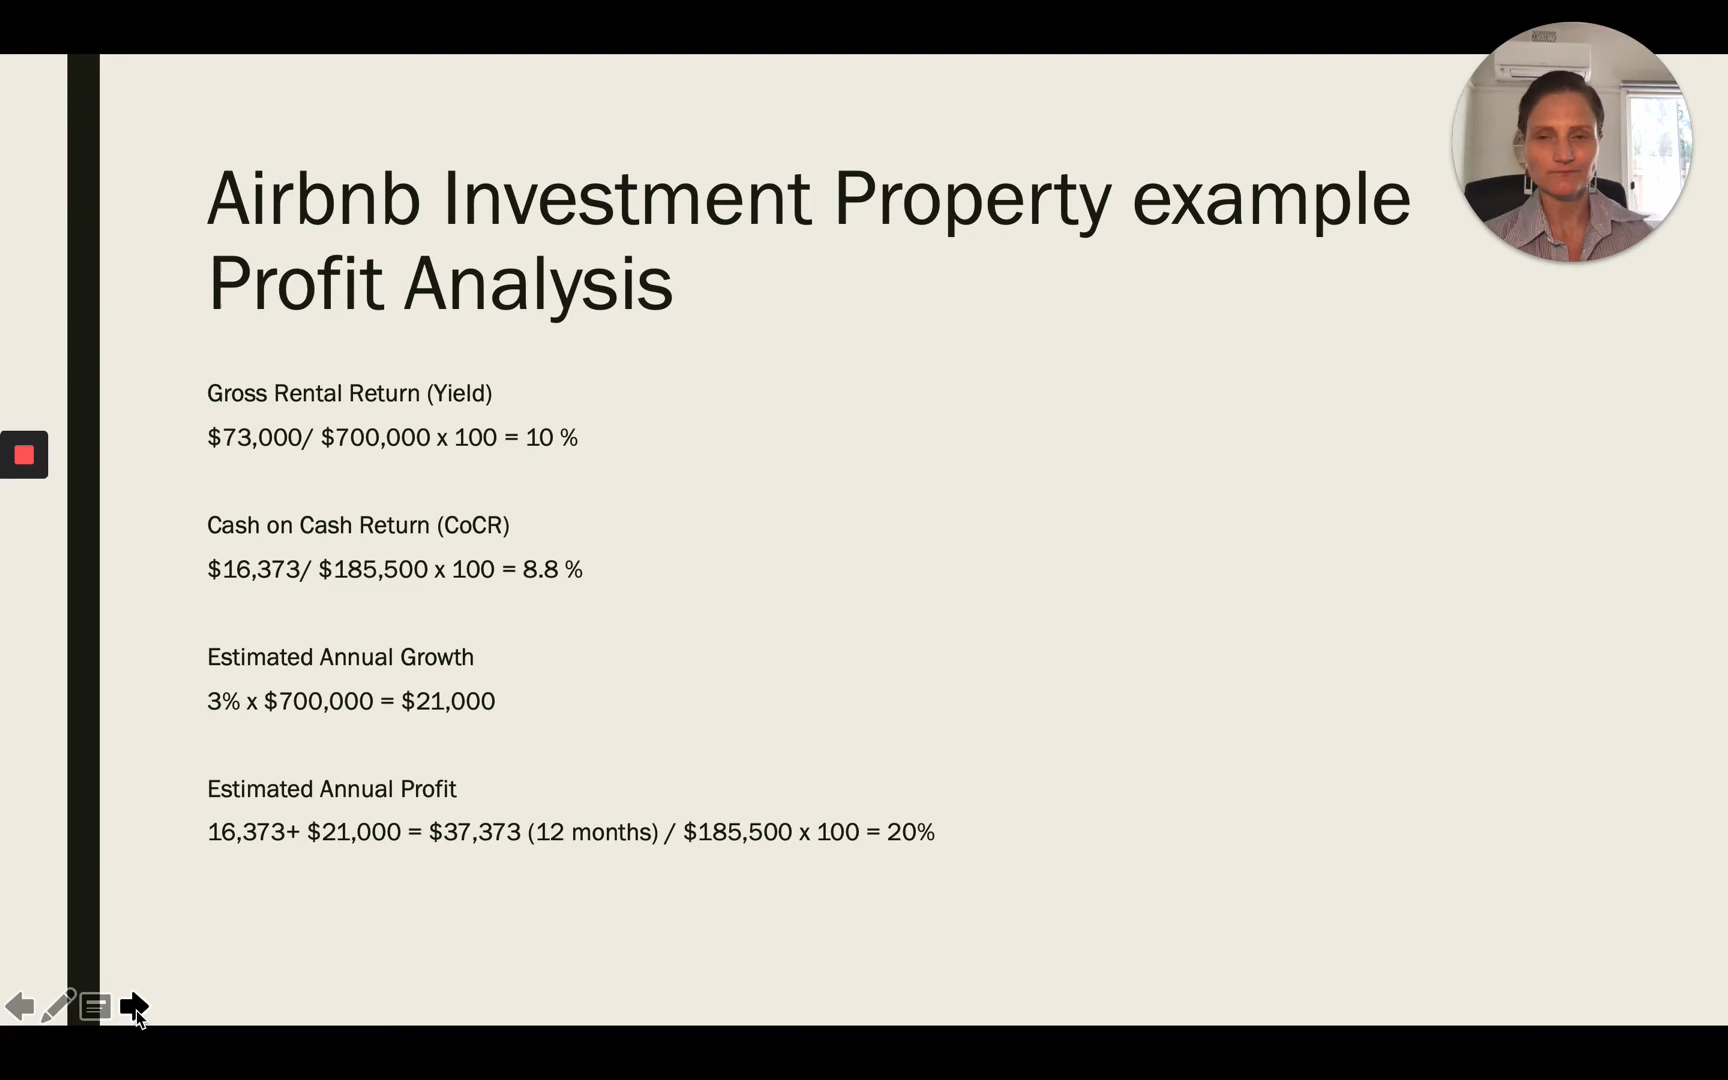 Airbnb Investment Property example
Profit Analysis
Gross Rental Return (Yield)
$73,000/ $700,000 x 100 = 10 %
Cash on Cash Return (CoCR)
$16,373/ $185,500 x 100 = 8.8 %
Estimated Annual Growth
3% x $700,000 = $21,000
Estimated Annual Profit
16,373+ $21,000 = $37,373 (12 months) / $185,500 x 100 = 20%